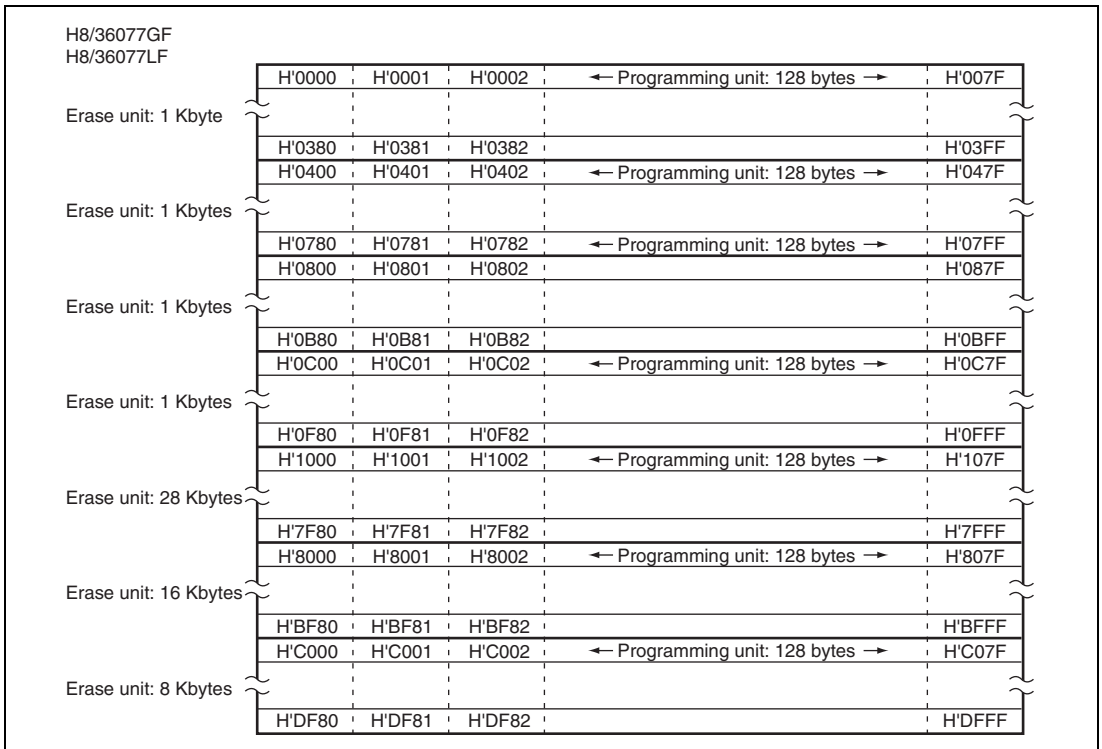 H8/36077GF
H8/36077LF
H'0000 H'0001 H'0002 ← Programming unit: 128 bytes → H'007F
Erase unit: 1 Kbyte
H'0380 H'0381 H'0382 H'03FF
H'0400 H'0401 H'0402 ← Programming unit: 128 bytes → H'047F
Erase unit: 1 Kbytes
H'0780 H'0781 H'0782 ← Programming unit: 128 bytes → H'07FF
H'0800 H'0801 H'0802 H'087F
Erase unit: 1 Kbytes
H'0B80 H'0B81 H'0B82 H'0BFF
H'0C00 H'0C01 H'0C02 ← Programming unit: 128 bytes → H'0C7F
Erase unit: 1 Kbytes
H'0F80 H'0F81 H'0F82 H'0FFF
H'1000 H'1001 H'1002 ← Programming unit: 128 bytes → H'107F
Erase unit: 28 Kbytes
H'7F80 H'7F81 H'7F82 H'7FFF
H'8000 H'8001 H'8002 ← Programming unit: 128 bytes → H'807F
Erase unit: 16 Kbytes
H'BF80 H'BF81 H'BF82 H'BFFF
H'C000 H'C001 H'C002 ← Programming unit: 128 bytes → H'C07F
Erase unit: 8 Kbytes
H'DF80 H'DF81 H'DF82 H'DFFF